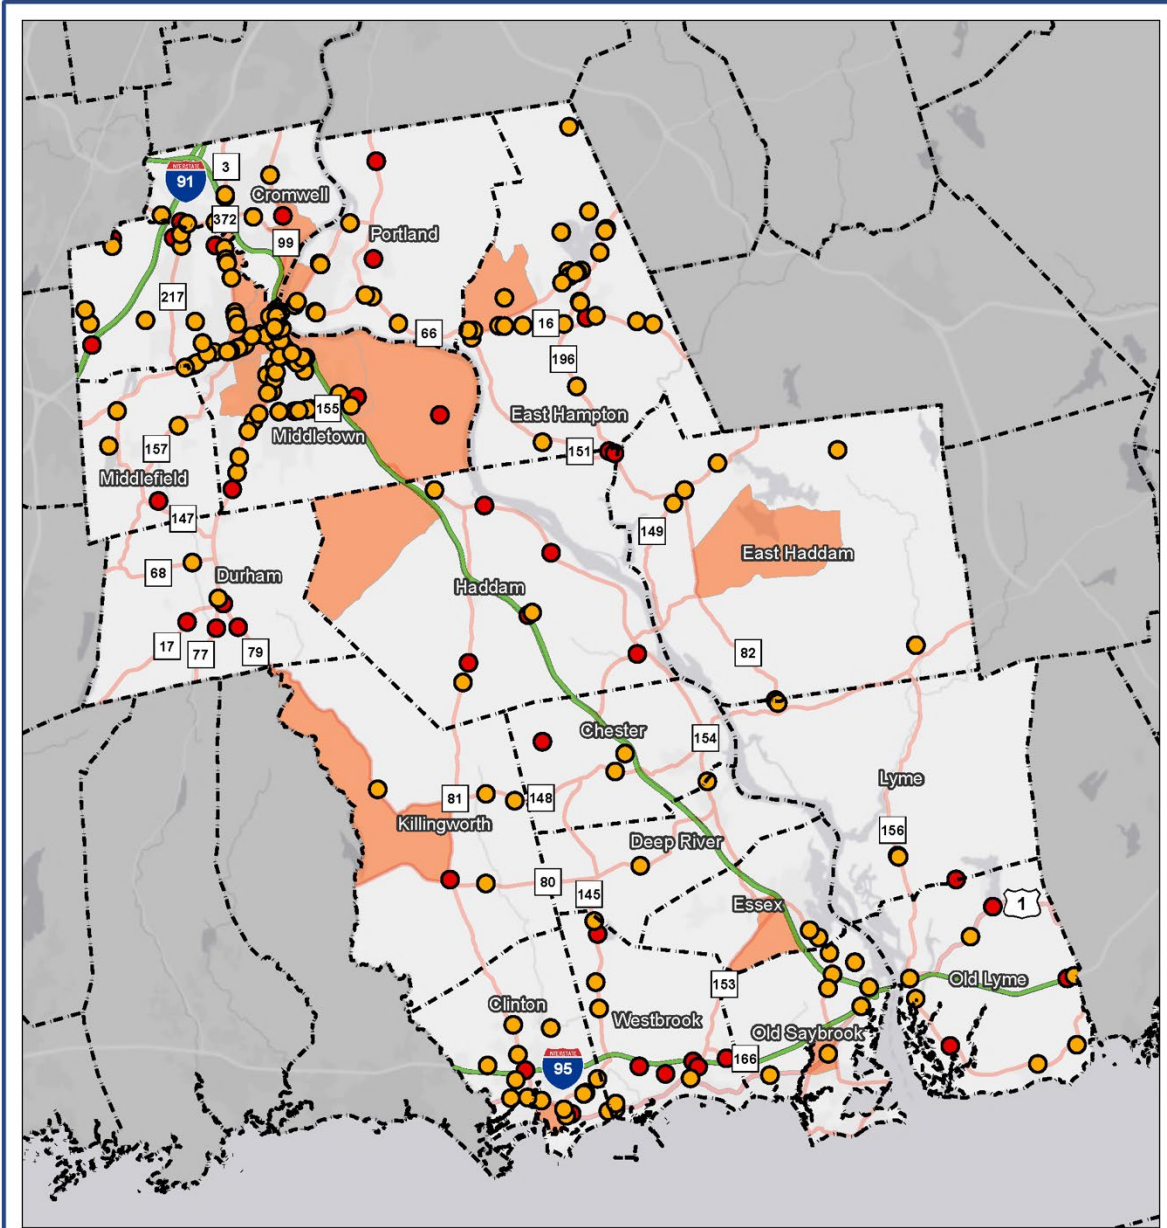 3
INTERSTATE
91
Cromwell
372
99
Portland
217
66
16
196
155
East Hampton
Middletown
157
151
Middlefield
147
149
East Haddam
68
Durham
Haddam
17
77
79
82
Chester
154
Lyme
81
148
Killingworth
156
Deep River
80
145
Essex
1
153
Old Lyme
Clinton
Westbrook
Old Saybrook
INTERSTATE
95
166